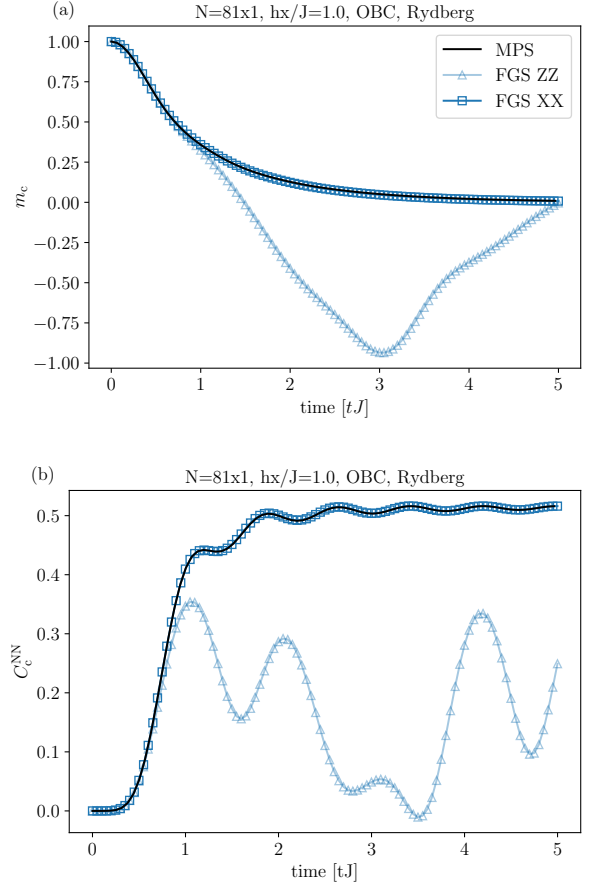 (a)
N=81x1, hx/J=1.0, OBC, Rydberg
1.00
0.75
0.50
0.25
0.00
−0.25
−0.50
−0.75
−1.00
m_c
MPS
FGS ZZ
FGS XX
0 1 2 3 4 5
time [tJ]
(b)
N=81x1, hx/J=1.0, OBC, Rydberg
0.5
0.4
0.3
0.2
0.1
0.0
C_c^NN
0 1 2 3 4 5
time [tJ]